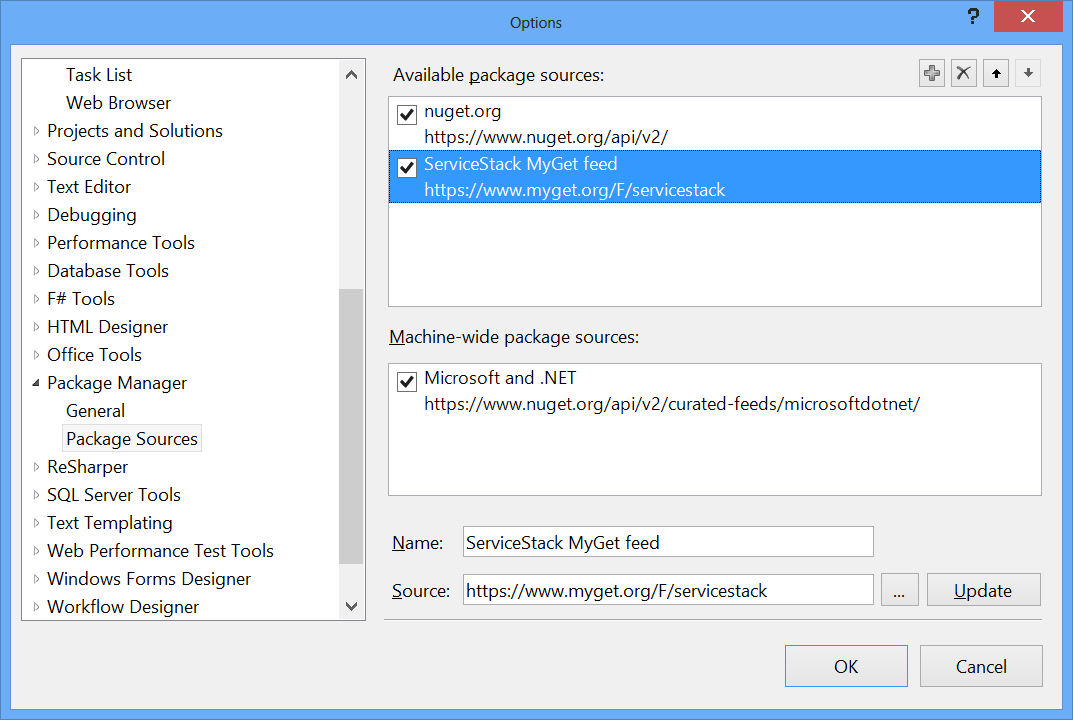 Options
?
Task List
Web Browser
Projects and Solutions
Source Control
Text Editor
Debugging
Performance Tools
Database Tools
F# Tools
HTML Designer
Office Tools
Package Manager
General
Package Sources
ReSharper
SQL Server Tools
Text Templating
Web Performance Test Tools
Windows Forms Designer
Workflow Designer
Available package sources:
nuget.org
https://www.nuget.org/api/v2/
ServiceStack MyGet feed
https://www.myget.org/F/servicestack
Machine-wide package sources:
Microsoft and .NET
https://www.nuget.org/api/v2/curated-feeds/microsoftdotnet/
Name: ServiceStack MyGet feed
Source: https://www.myget.org/F/servicestack ... Update
OK Cancel